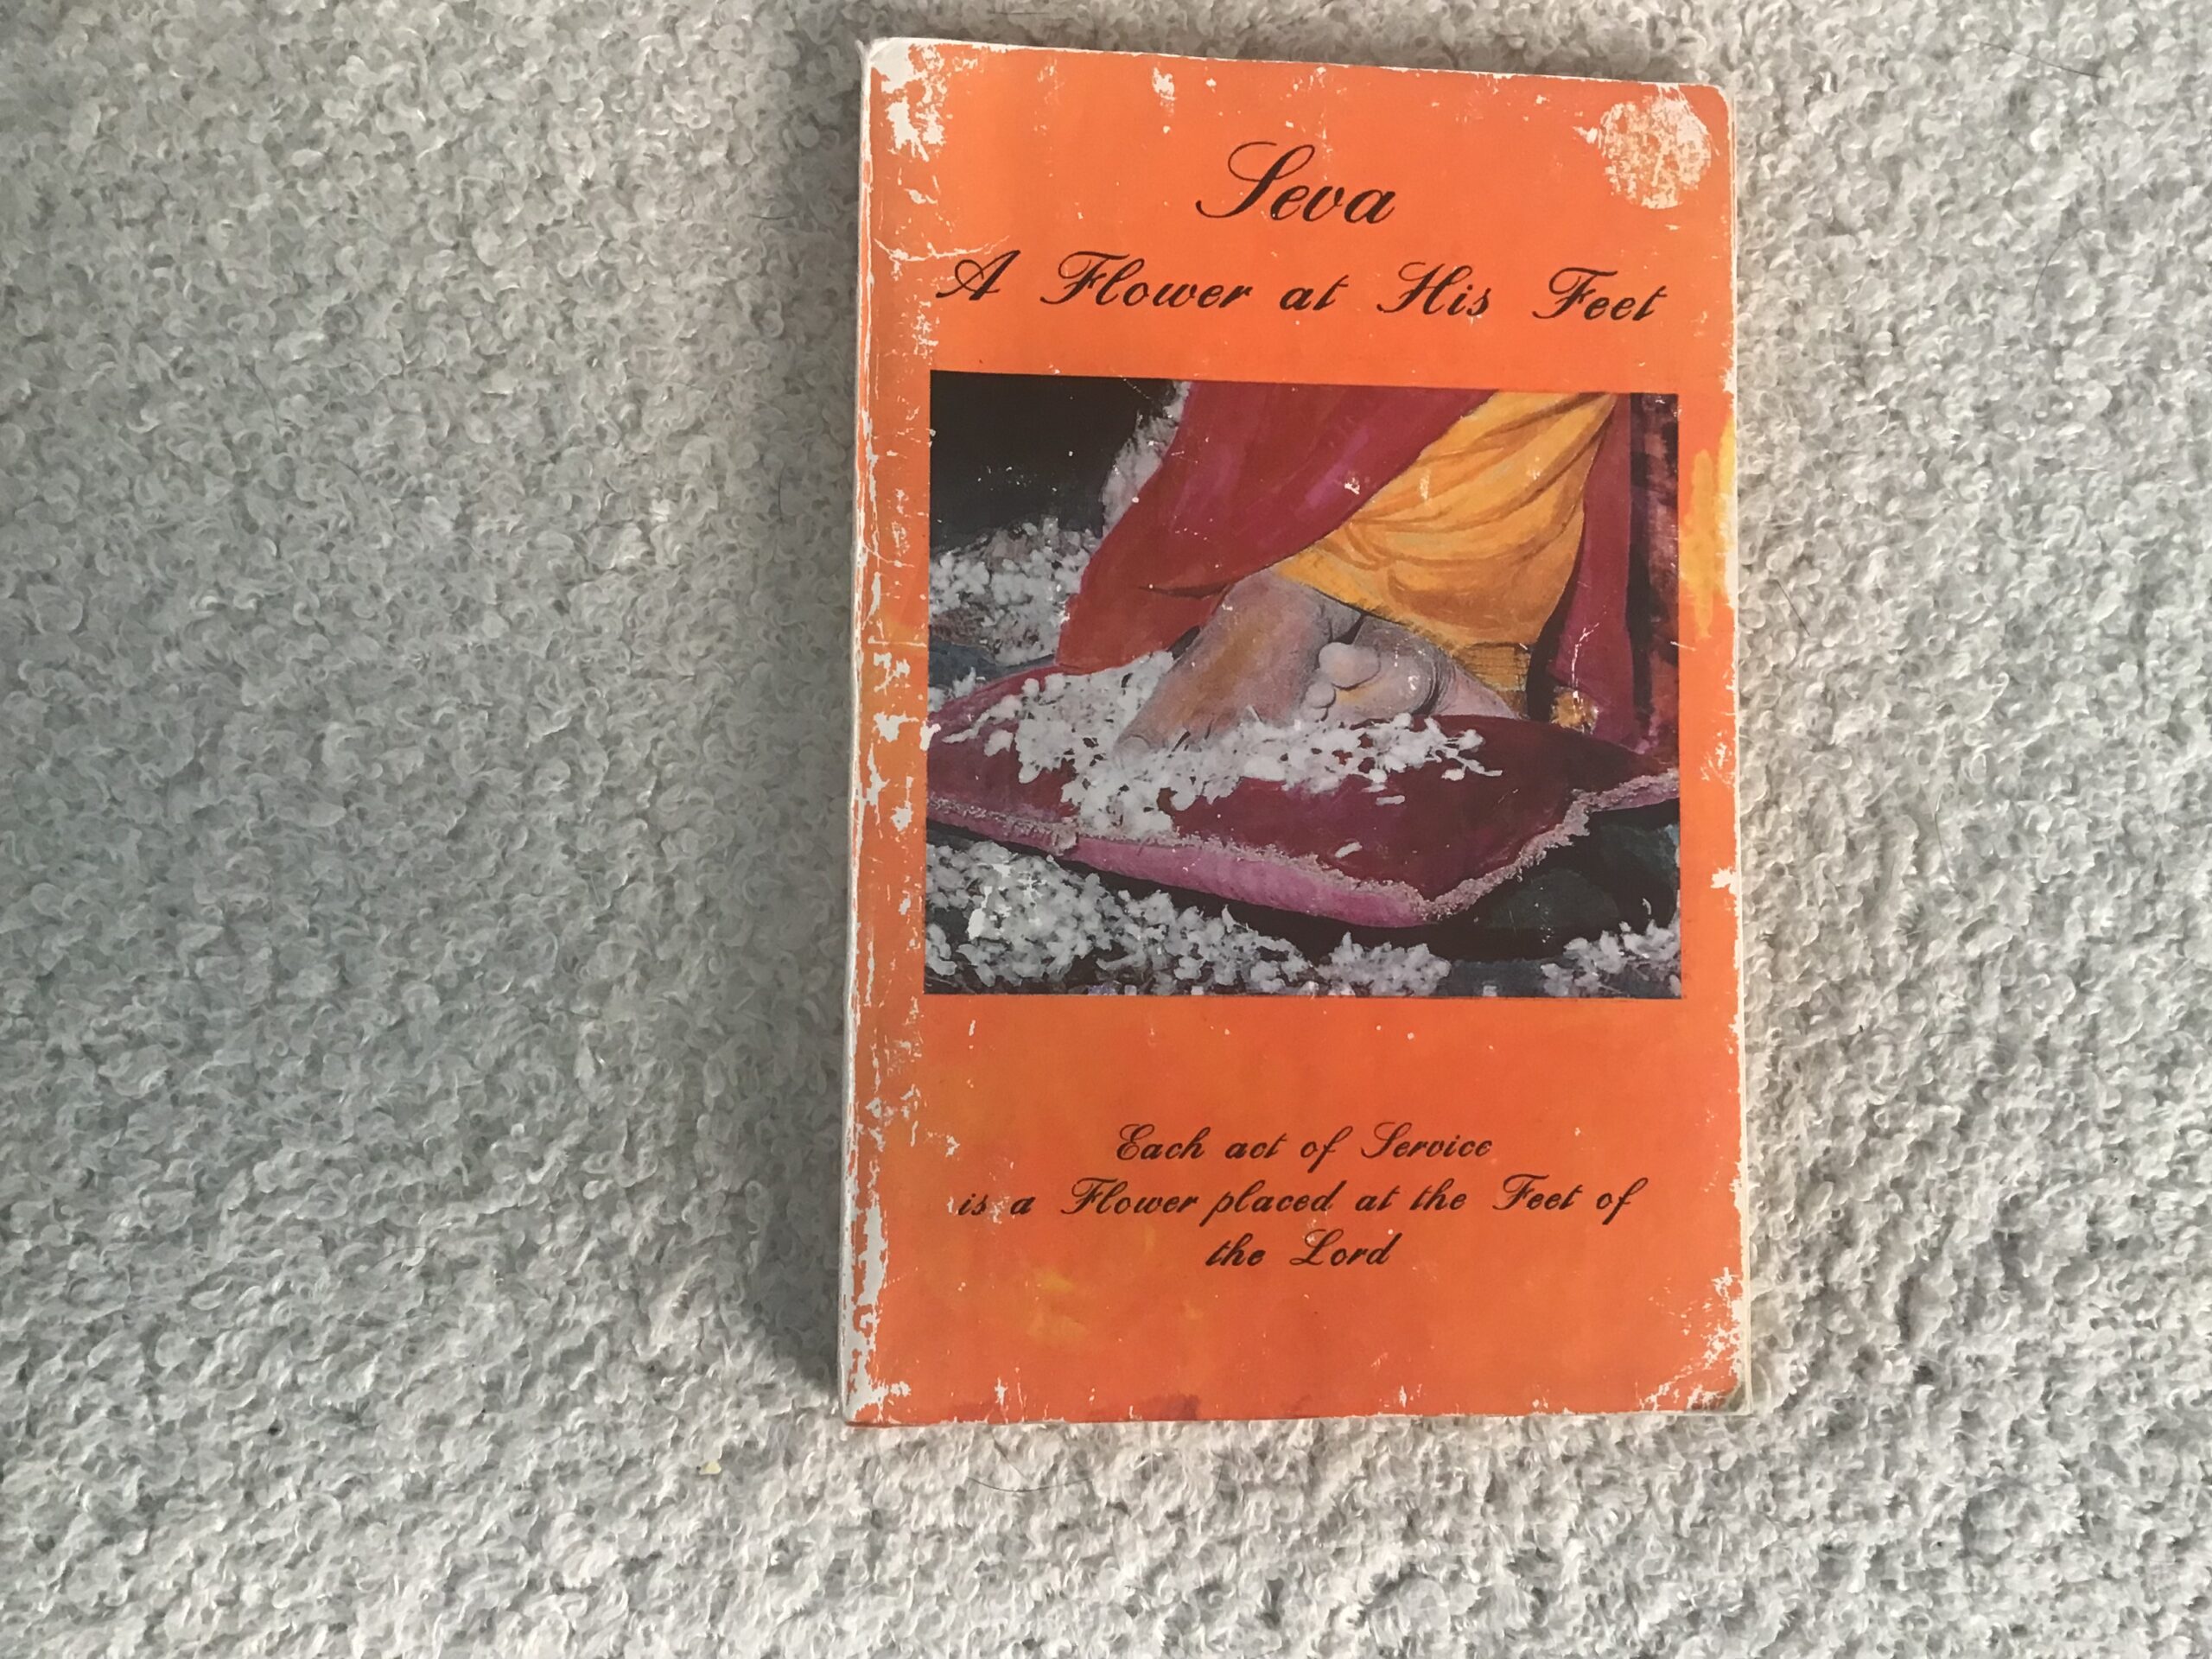 Seva
A Flower at His Feet
Each act of Service
is a Flower placed at the Feet of
the Lord